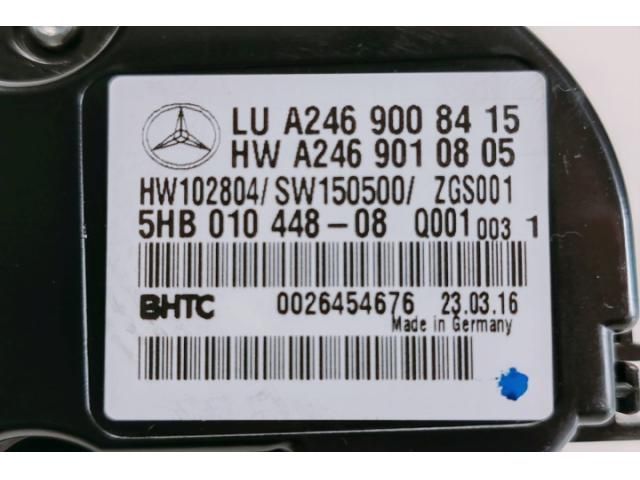 LU A246 900 84 15
HW A246 901 08 05
HW102804/ SW150500/ ZGS001
5HB 010 448-08 Q001 003 1
BHTC 0026454676 23.03.16
Made in Germany